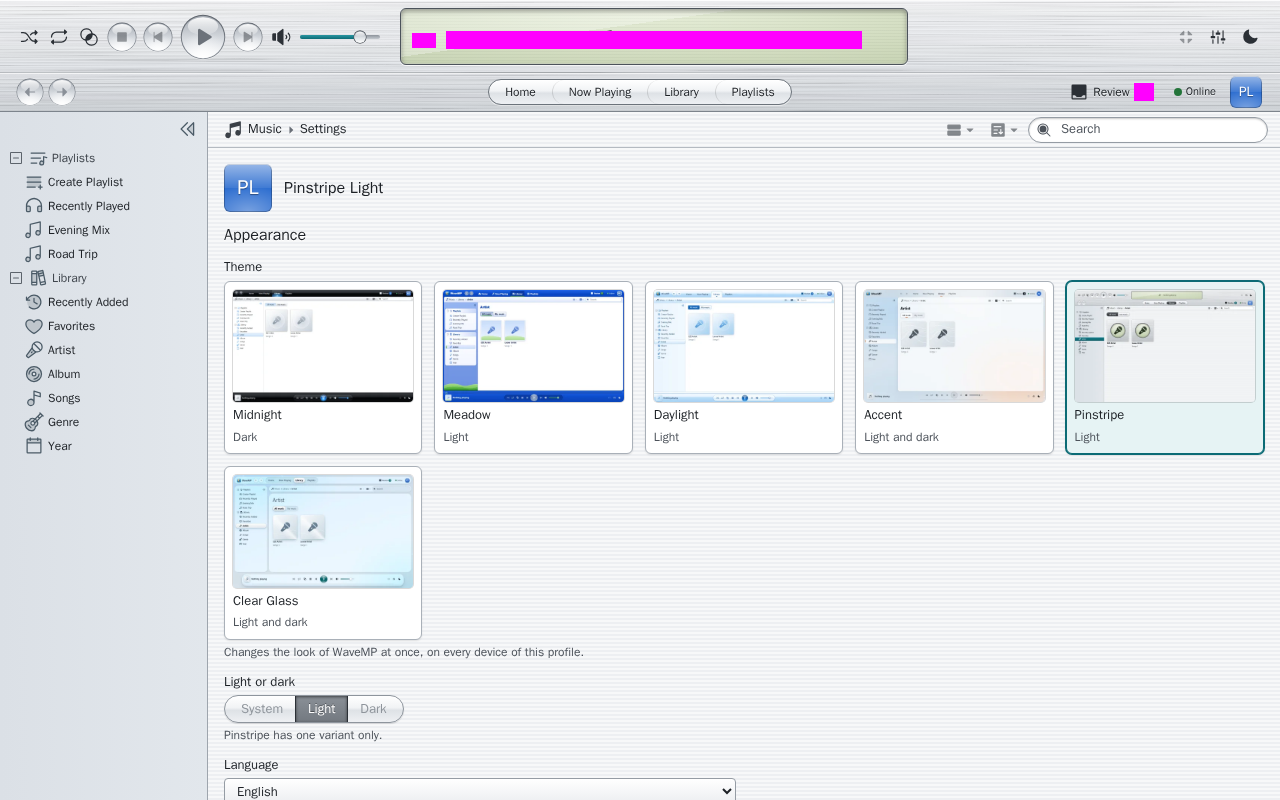 Home
Now Playing
Library
Playlists
Review
Online
PL
Music
Settings
Search
Playlists
Create Playlist
Recently Played
Evening Mix
Road Trip
Library
Recently Added
Favorites
Artist
Album
Songs
Genre
Year
PL
Pinstripe Light
Appearance
Theme
Midnight
Dark
Meadow
Light
Daylight
Light
Accent
Light and dark
Pinstripe
Light
Clear Glass
Light and dark
Changes the look of WaveMP at once, on every device of this profile.
Light or dark
System
Light
Dark
Pinstripe has one variant only.
Language
English